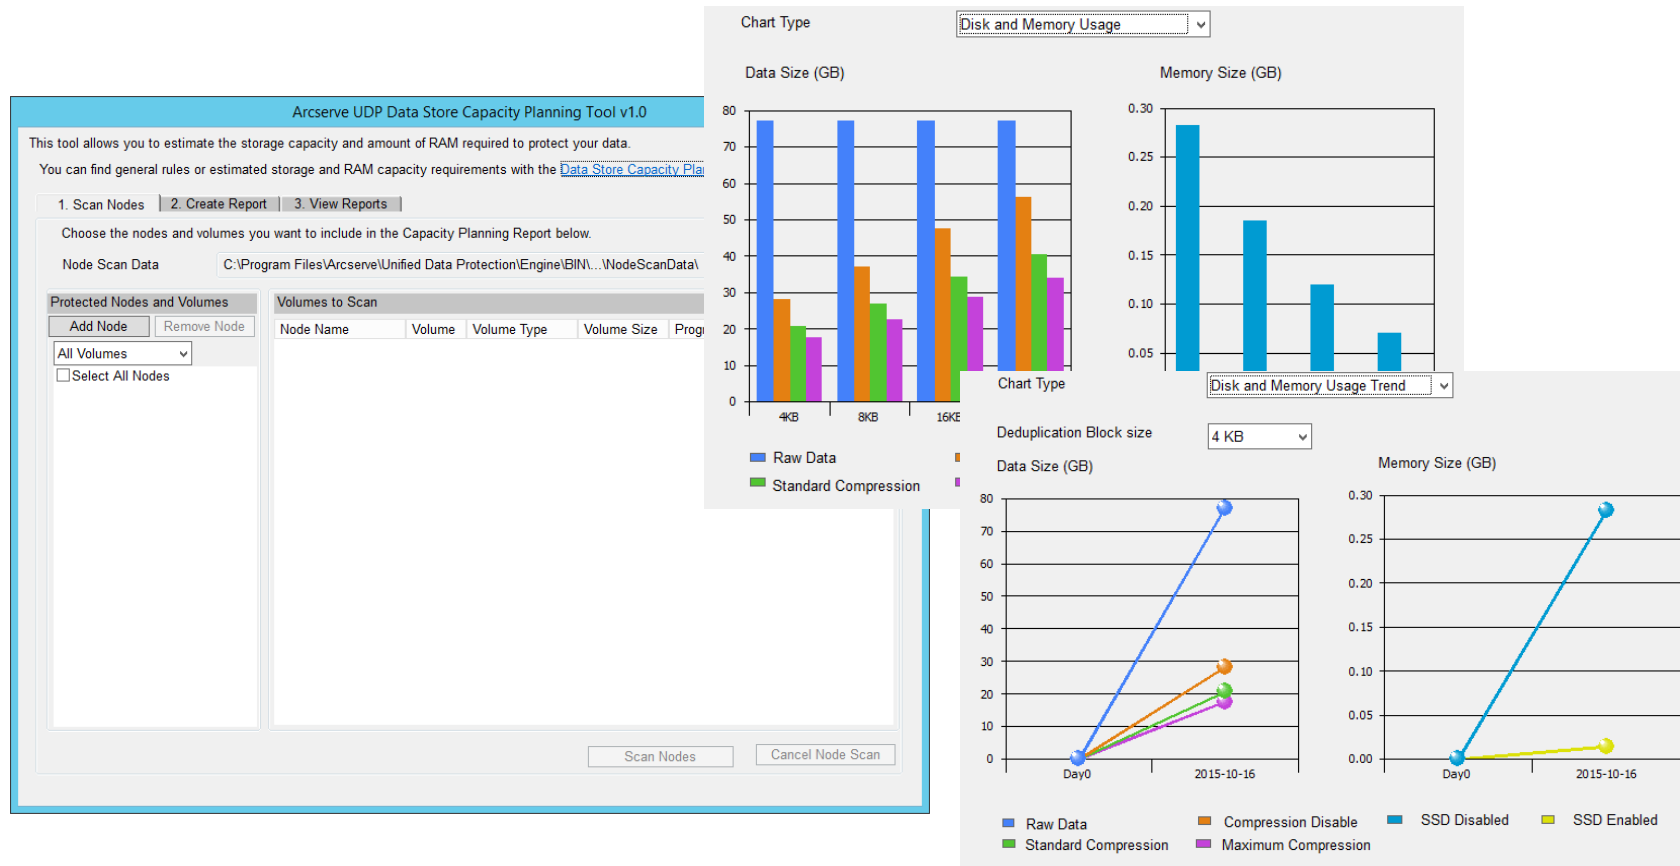 Arcserve UDP Data Store Capacity Planning Tool v1.0
This tool allows you to estimate the storage capacity and amount of RAM required to protect your data.
You can find general rules or estimated storage and RAM capacity requirements with the Data Store Capacity
1. Scan Nodes 2. Create Report 3. View Reports
Choose the nodes and volumes you want to include in the Capacity Planning Report below.
Node Scan Data C:\Program Files\Arcserve\Unified Data Protection\Engine\BIN\...\NodeScanData\
Protected Nodes and Volumes
Volumes to Scan
Add Node Remove Node
Node Name Volume Volume Type Volume Size
All Volumes
Select All Nodes
Scan Nodes Cancel Node Scan
Chart Type Disk and Memory Usage
Data Size (GB)
80
70
60
50
40
30
20
10
0
4KB 8KB 16KB
Raw Data
Standard Compression
Memory Size (GB)
0.30
0.25
0.20
0.15
0.10
0.05
Chart Type Disk and Memory Usage Trend
Deduplication Block size 4 KB
Data Size (GB)
80
70
60
50
40
30
20
10
0
Day0 2015-10-16
Raw Data Compression Disable
Standard Compression Maximum Compression
Memory Size (GB)
0.30
0.25
0.20
0.15
0.10
0.05
0.00
Day0 2015-10-16
SSD Disabled SSD Enabled